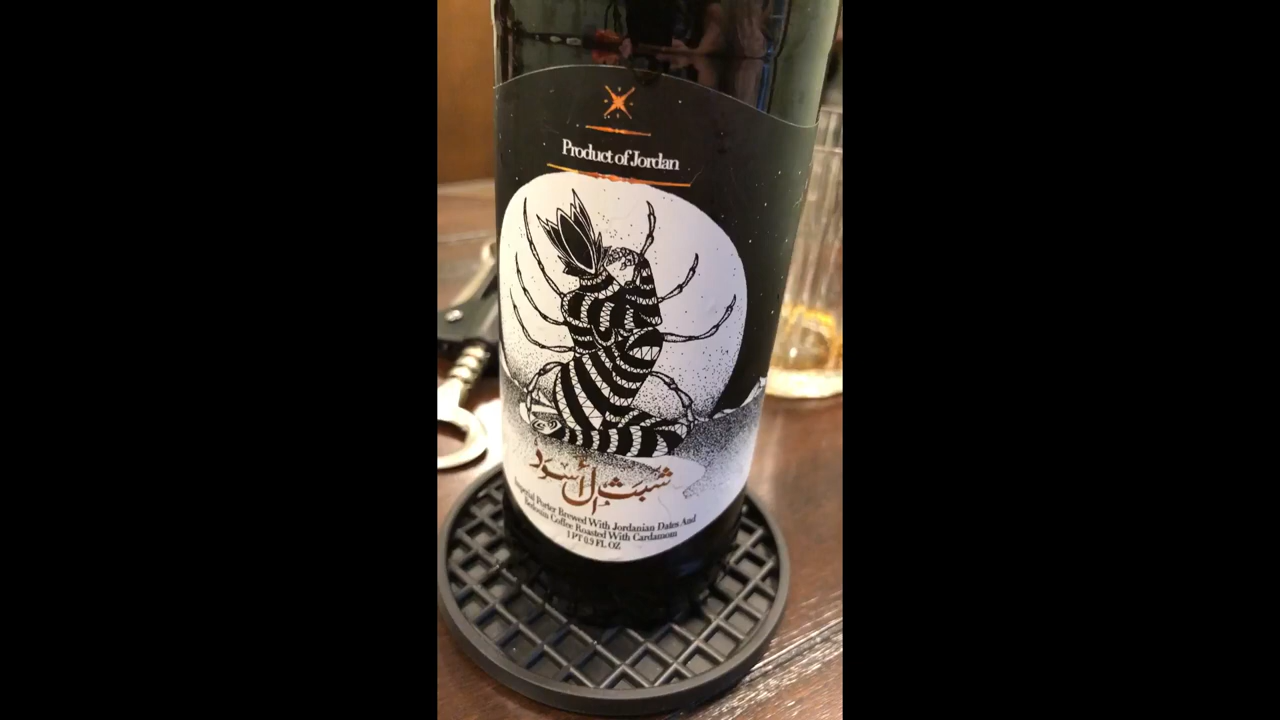 Product of Jordan
شبث الأسود
Imperial Porter Brewed With Jordanian Dates And
Bedouin Coffee Roasted With Cardamom
1 PT 0.9 FL OZ